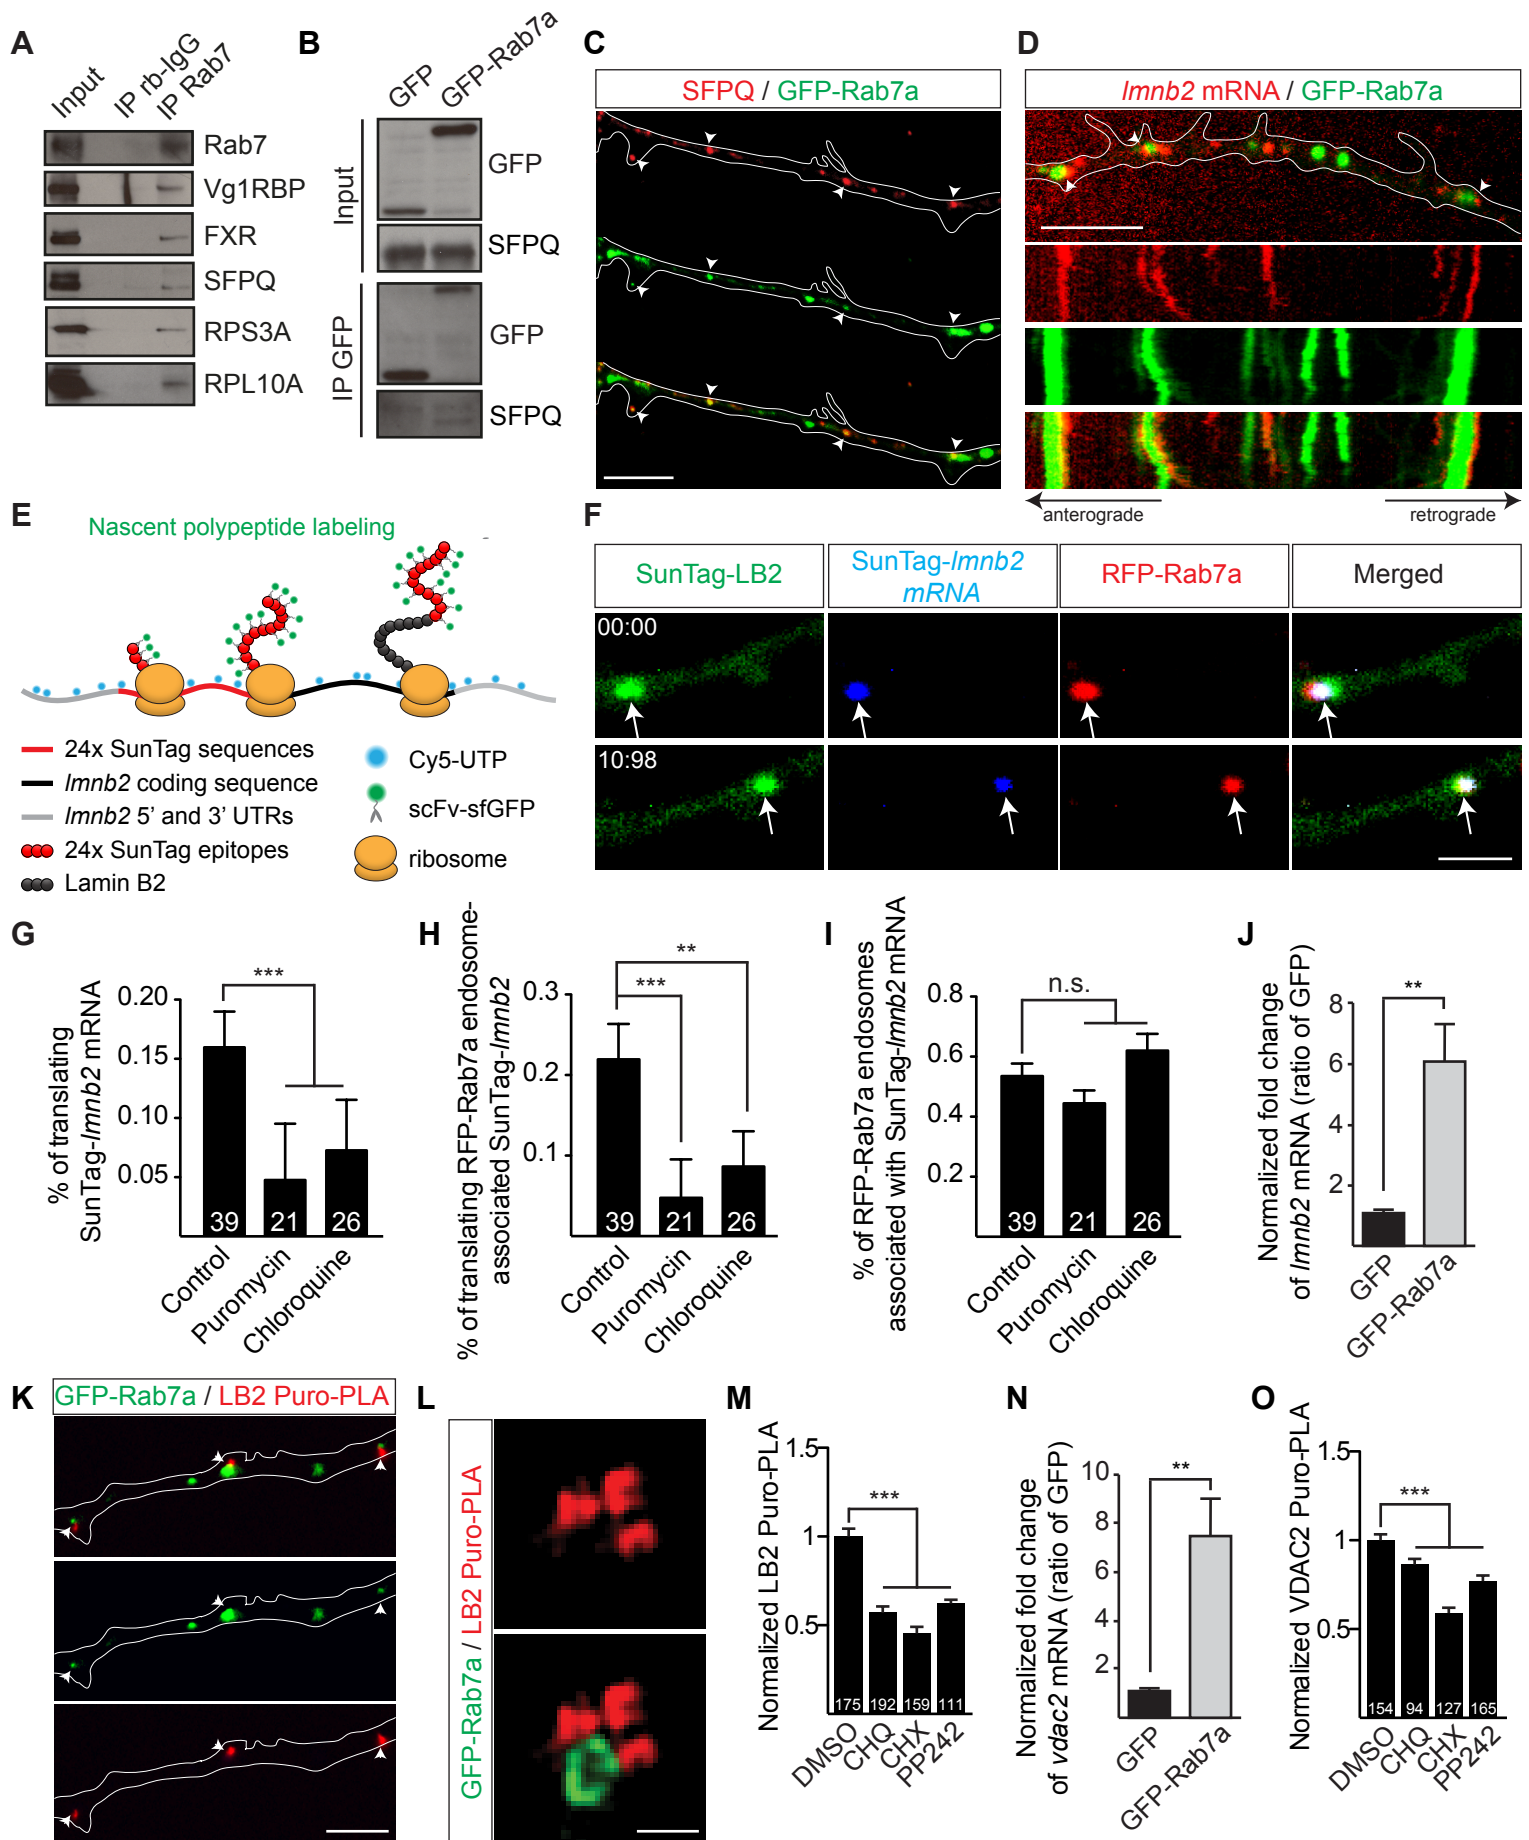 A
Input
IP rb-IgG
IP Rab7
Rab7
Vg1RBP
FXR
SFPQ
RPS3A
RPL10A
B
GFP
GFP-Rab7a
Input
GFP
SFPQ
IP GFP
GFP
SFPQ
C
SFPQ / GFP-Rab7a
D
lmnb2 mRNA / GFP-Rab7a
anterograde
retrograde
E
Nascent polypeptide labeling
24x SunTag sequences
lmnb2 coding sequence
lmnb2 5' and 3' UTRs
24x SunTag epitopes
Lamin B2
Cy5-UTP
scFv-sfGFP
ribosome
F
SunTag-LB2
SunTag-lmnb2
mRNA
RFP-Rab7a
Merged
00:00
10:98
G
% of translating
SunTag-lmnb2 mRNA
0.20
0.15
0.10
0.05
***
39
21
26
Control
Puromycin
Chloroquine
H
% of translating RFP-Rab7a endosome-
associated SunTag-lmnb2
0.3
0.2
0.1
**
***
39
21
26
Control
Puromycin
Chloroquine
I
% of RFP-Rab7a endosomes
associated with SunTag-lmnb2 mRNA
0.8
0.6
0.4
0.2
n.s.
39
21
26
Control
Puromycin
Chloroquine
J
Normalized fold change
of lmnb2 mRNA (ratio of GFP)
8
6
4
2
**
GFP
GFP-Rab7a
K
GFP-Rab7a / LB2 Puro-PLA
L
GFP-Rab7a / LB2 Puro-PLA
M
Normalized LB2 Puro-PLA
1.5
1
0.5
***
175
192
159
111
DMSO
CHQ
CHX
PP242
N
Normalized fold change
of vdac2 mRNA (ratio of GFP)
10
8
6
4
2
**
GFP
GFP-Rab7a
O
Normalized VDAC2 Puro-PLA
1.5
1
0.5
***
154
94
127
165
DMSO
CHQ
CHX
PP242